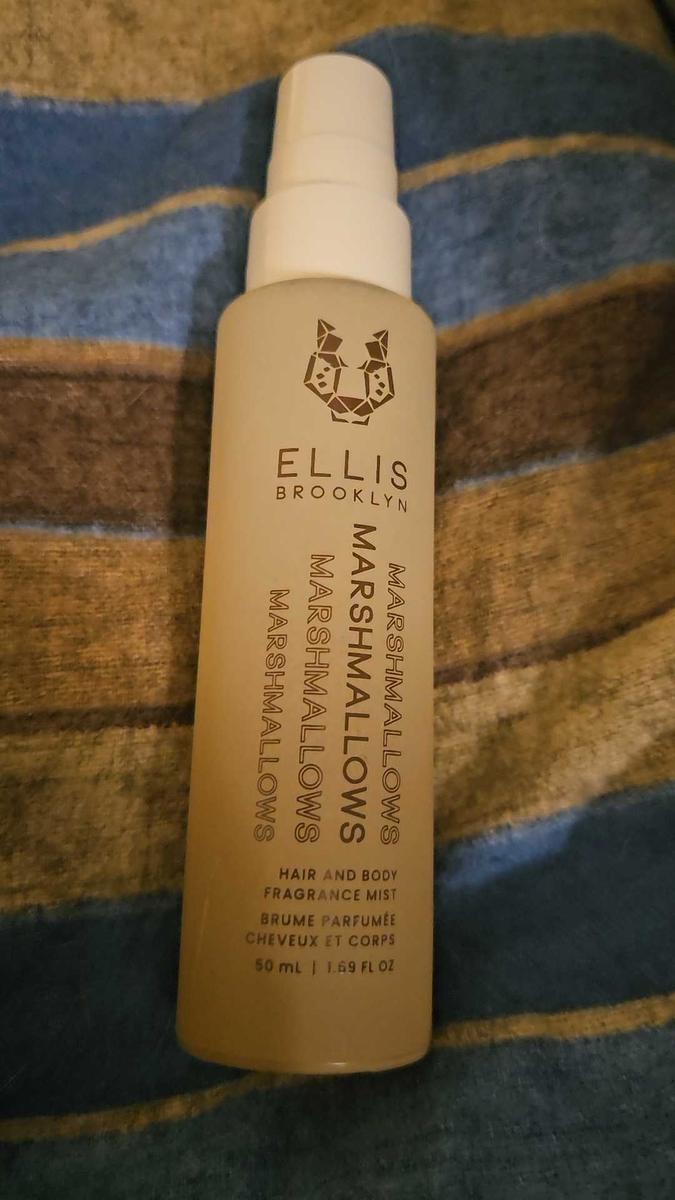 ELLIS
BROOKLYN
MARSHMALLOWS
MARSHMALLOWS
MARSHMALLOWS
MARSHMALLOWS
HAIR AND BODY
FRAGRANCE MIST
BRUME PARFUMÉE
CHEVEUX ET CORPS
50 mL | 1.69 FL OZ